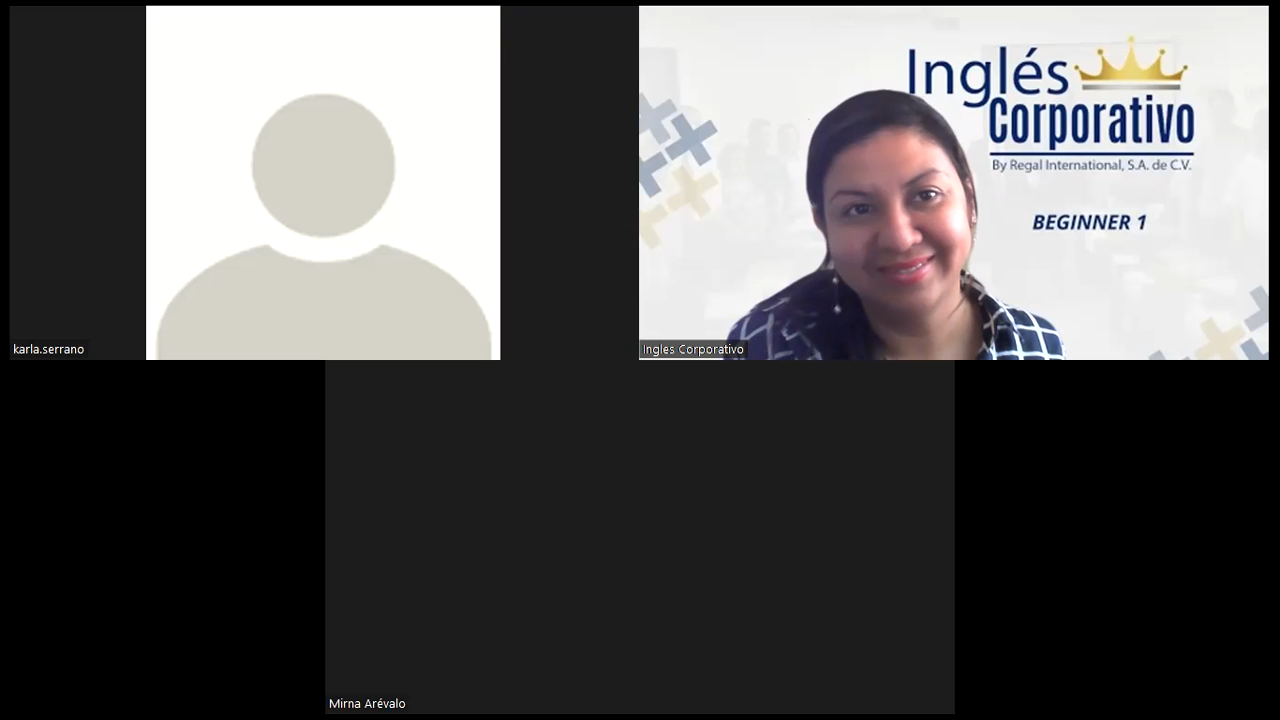 Inglés
Corporativo
By Regal International, S.A. de C.V.
BEGINNER 1
karla.serrano
Ingles Corporativo
Mirna Arévalo